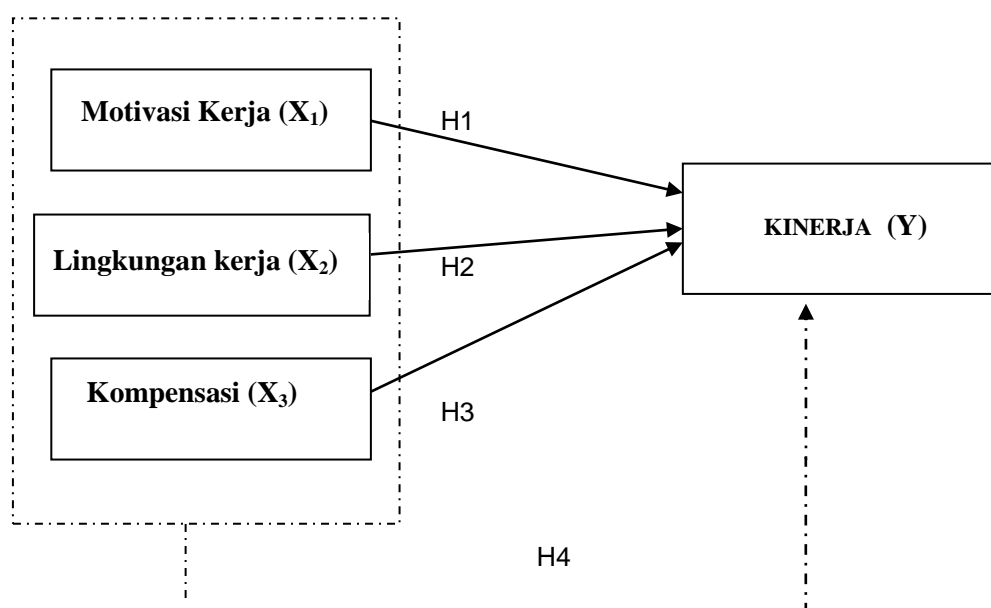 Motivasi Kerja (X₁)
H1
KINERJA (Y)
Lingkungan kerja (X₂)
H2
Kompensasi (X₃)
H3
H4